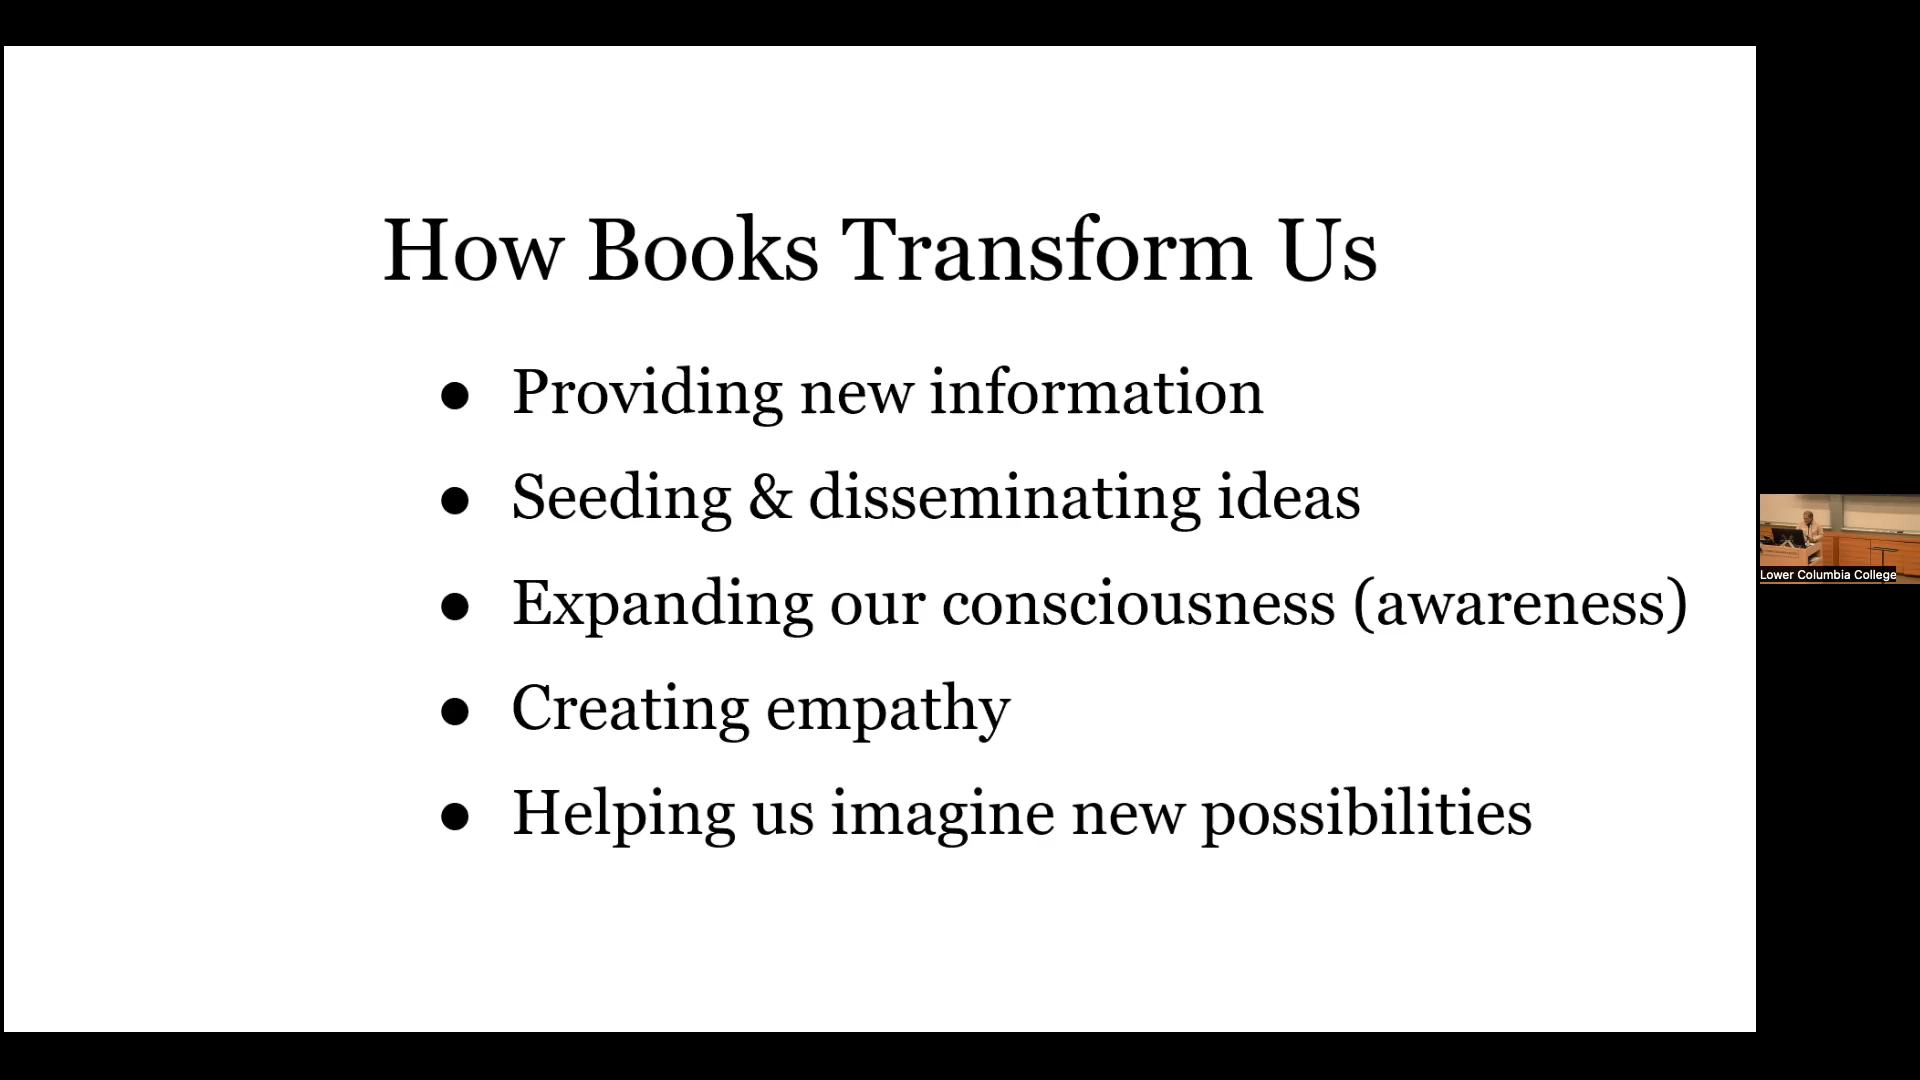 How Books Transform Us
● Providing new information
● Seeding & disseminating ideas
● Expanding our consciousness (awareness)
● Creating empathy
● Helping us imagine new possibilities
Lower Columbia College